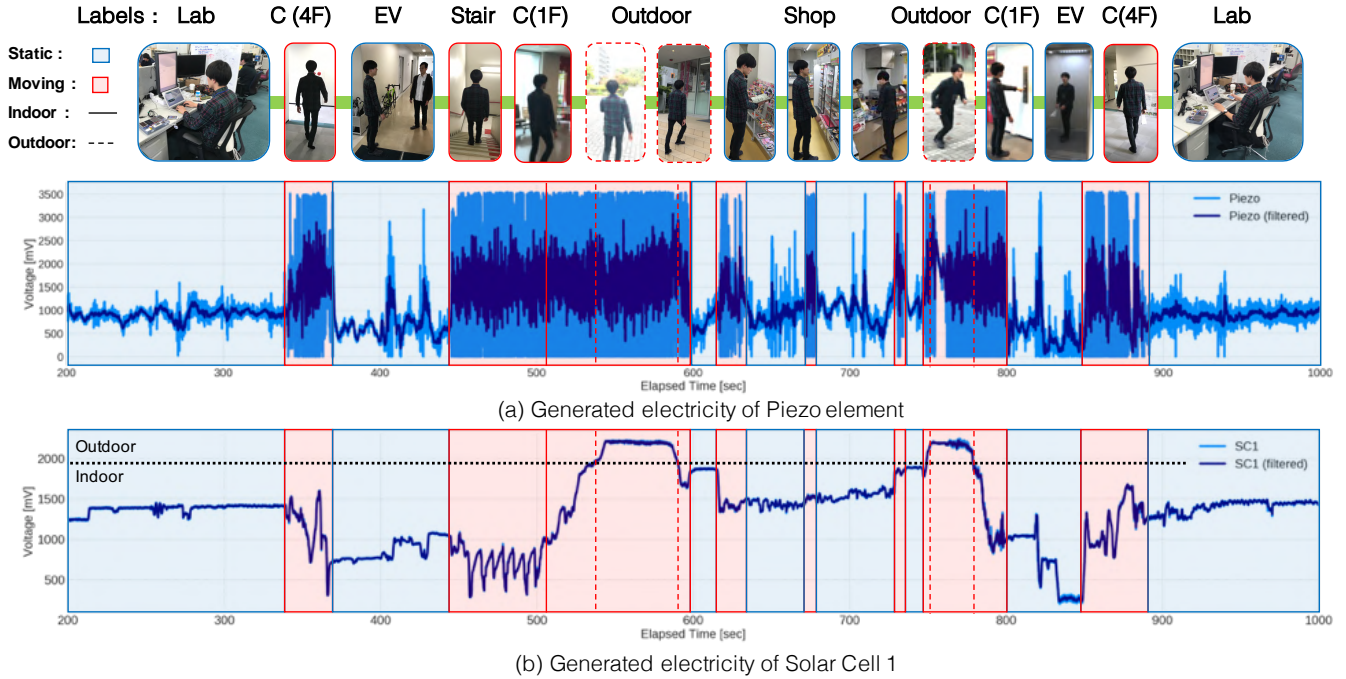 Labels : Lab C (4F) EV Stair C(1F) Outdoor Shop Outdoor C(1F) EV C(4F) Lab
Static :
Moving :
Indoor :
Outdoor:
3500
3000
2500
2000
1500
1000
500
0
Voltage [mV]
Piezo
Piezo (filtered)
200 300 400 500 600 700 800 900 1000
Elapsed Time [sec]
(a) Generated electricity of Piezo element
Outdoor
Indoor
2000
1500
1000
500
Voltage [mV]
SC1
SC1 (filtered)
200 300 400 500 600 700 800 900 1000
Elapsed Time [sec]
(b) Generated electricity of Solar Cell 1